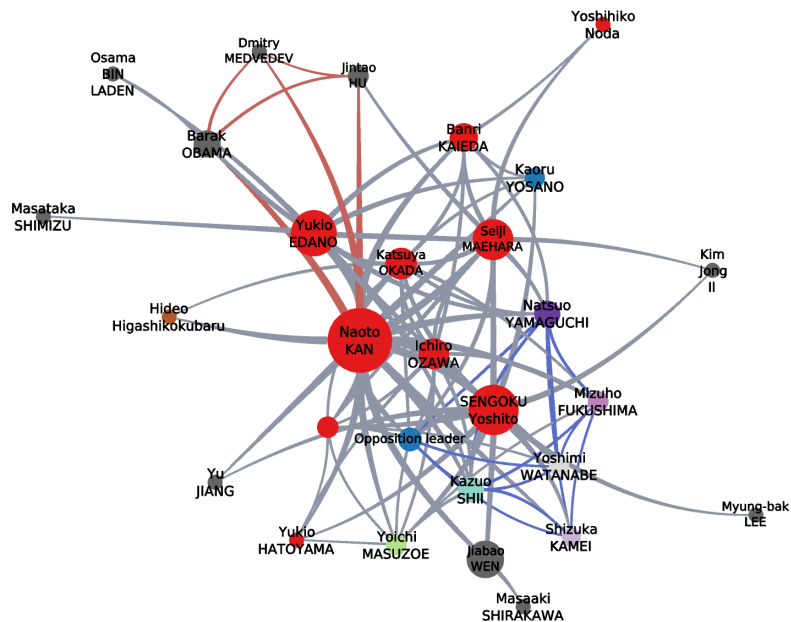 Yoshihiko
Noda
Dmitry
MEDVEDEV
Osama
BIN
LADEN
Jintao
HU
Barak
OBAMA
Banri
KAIEDA
Kaoru
YOSANO
Masataka
SHIMIZU
Yukio
EDANO
Seiji
MAEHARA
Katsuya
OKADA
Kim
Jong
Il
Hideo
Higashikokubaru
Natsuo
YAMAGUCHI
Naoto
KAN
Ichiro
OZAWA
Mizuho
FUKUSHIMA
SENGOKU
Yoshito
Opposition leader
Yoshimi
WATANABE
Yu
JIANG
Kazuo
SHII
Myung-bak
LEE
Yukio
HATOYAMA
Yoichi
MASUZOE
Shizuka
KAMEI
Jiabao
WEN
Masaaki
SHIRAKAWA